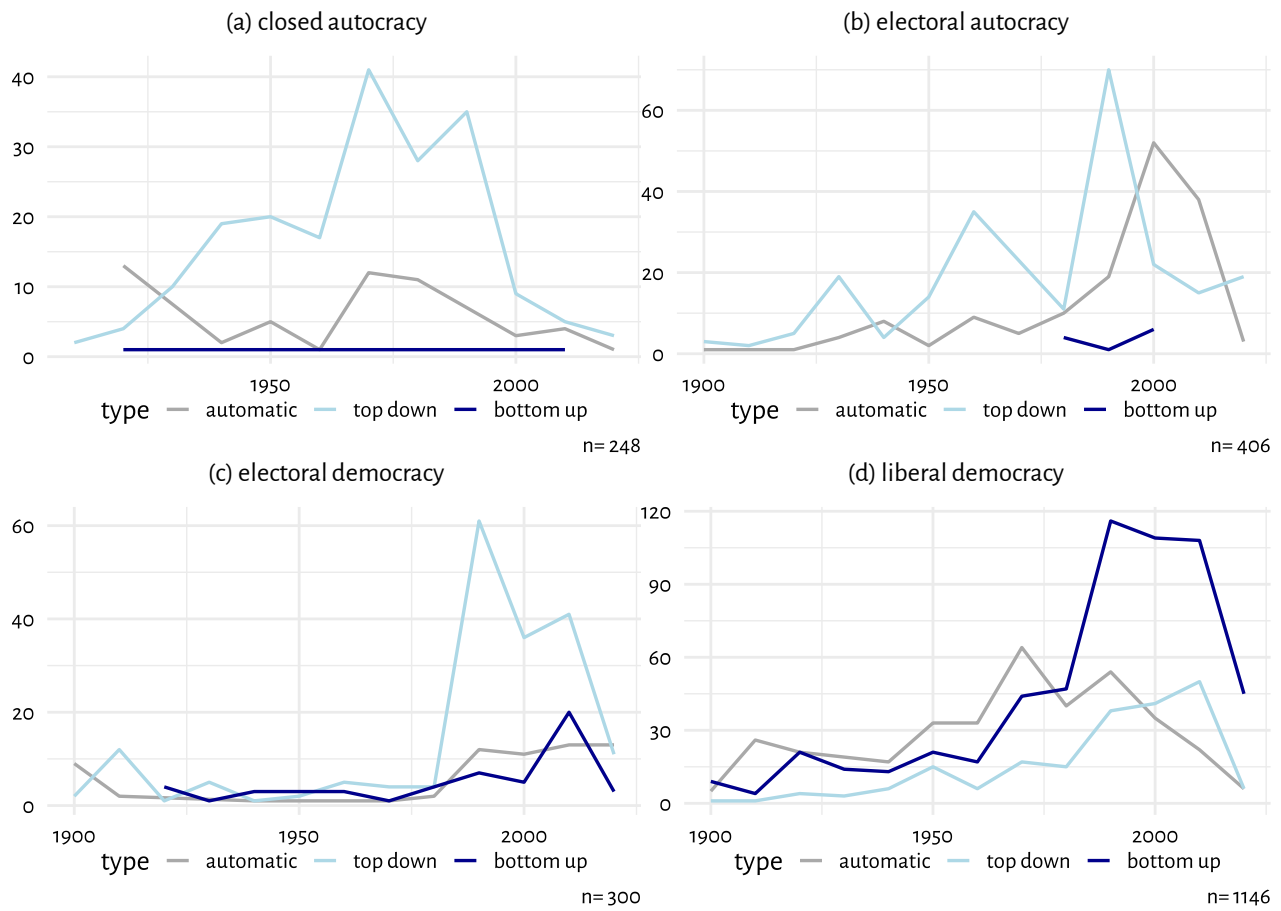 (a) closed autocracy
40
30
20
10
0
1950 2000
type automatic top down bottom up
n= 248
(b) electoral autocracy
60
40
20
0
1900 1950 2000
type automatic top down bottom up
n= 406
(c) electoral democracy
60
40
20
0
1900 1950 2000
type automatic top down bottom up
n= 300
(d) liberal democracy
120
90
60
30
0
1900 1950 2000
type automatic top down bottom up
n= 1146